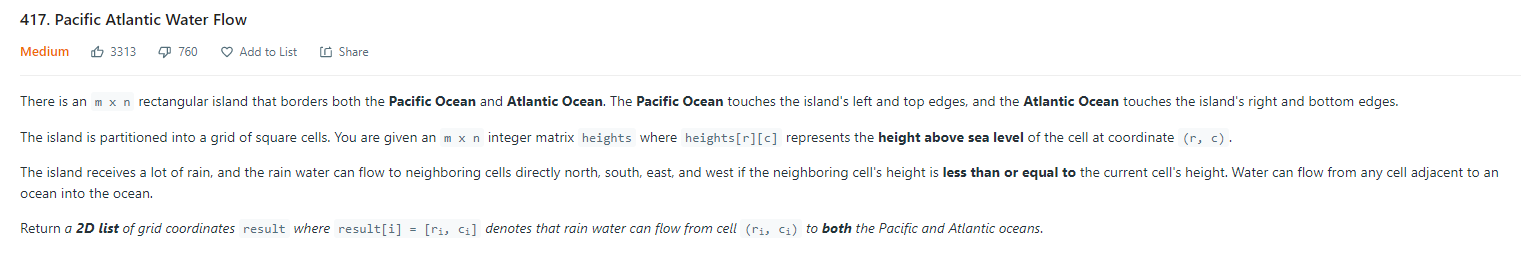 417. Pacific Atlantic Water Flow
Medium 3313 760 Add to List Share
There is an m x n rectangular island that borders both the Pacific Ocean and Atlantic Ocean. The Pacific Ocean touches the island's left and top edges, and the Atlantic Ocean touches the island's right and bottom edges.
The island is partitioned into a grid of square cells. You are given an m x n integer matrix heights where heights[r][c] represents the height above sea level of the cell at coordinate (r, c).
The island receives a lot of rain, and the rain water can flow to neighboring cells directly north, south, east, and west if the neighboring cell's height is less than or equal to the current cell's height. Water can flow from any cell adjacent to an
ocean into the ocean.
Return a 2D list of grid coordinates result where result[i] = [ri, ci] denotes that rain water can flow from cell (ri, ci) to both the Pacific and Atlantic oceans.